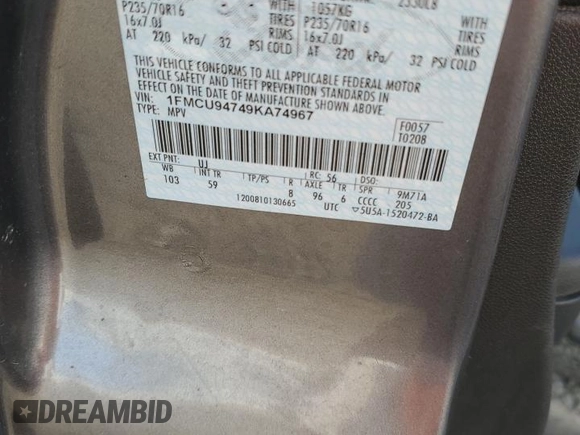 P235/70R16 WITH 1057KG
P235/70R16 WITH
16x7.0J TIRES
16x7.0J TIRES
RIMS
RIMS
AT 220 kPa/ 32 PSI COLD
AT 220 kPa/ 32 PSI COLD
THIS VEHICLE CONFORMS TO ALL APPLICABLE FEDERAL MOTOR
VEHICLE SAFETY AND THEFT PREVENTION STANDARDS IN
EFFECT ON THE DATE OF MANUFACTURE SHOWN ABOVE.
VIN: 1FMCU94749KA74967
TYPE: MPV
F0057
T0208
EXT PNT: UJ RC: 56 DSO:
WB INT TR TP/PS R AXLE TR SPR 9M71A
103 59 8 96 6 CCCC 205
1200810130665 UTC 5U5A-1520472-BA
DREAMBID